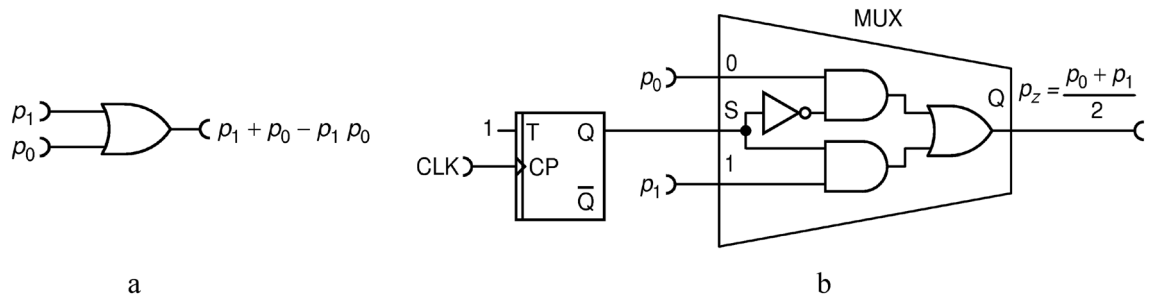 MUX
p₁
p₀
p₁ + p₀ − p₁ p₀
p₀
0
S
1
p₁
Q
p_z = (p₀ + p₁)/2
1
T
Q
CLK
CP
Q̅
a
b